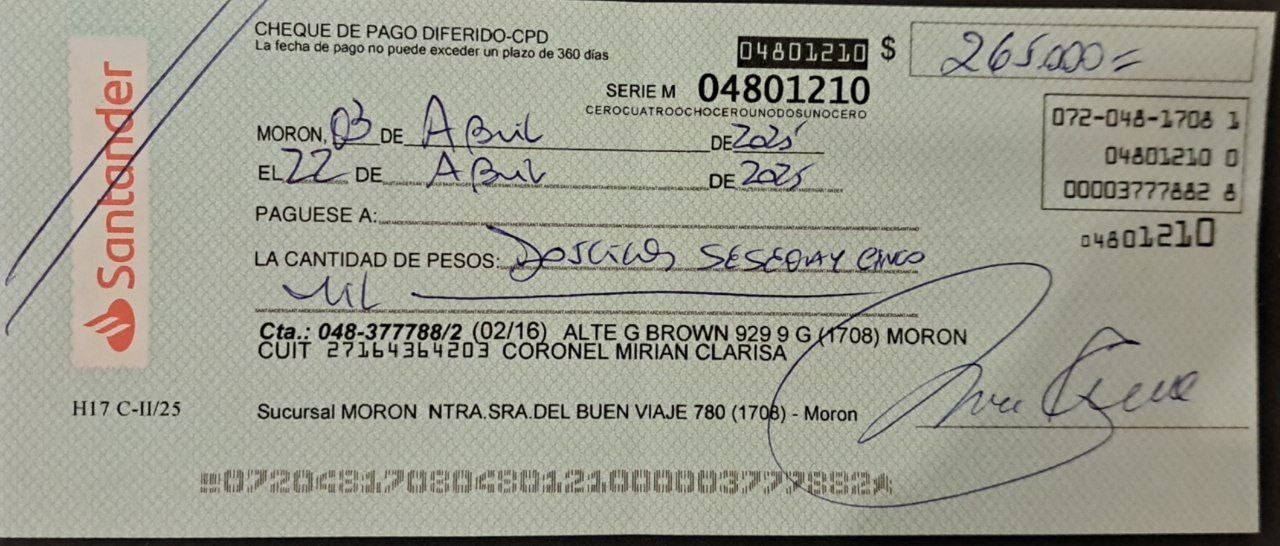 Santander
CHEQUE DE PAGO DIFERIDO-CPD
La fecha de pago no puede exceder un plazo de 360 días
04801210 $ 265.000=
SERIE M 04801210
CEROCUATROOCHOCEROUNODOSUNOCERO
072-048-1708 1
04801210 0
00003777882 8
04801210
MORON, 03 DE Abril DE 2025
EL 22 DE Abril DE 2025
PAGUESE A:
LA CANTIDAD DE PESOS: Doscientos SESENTAY CINCO
MIL
Cta.: 048-377788/2 (02/16) ALTE G BROWN 929 9 G (1708) MORON
CUIT 27164364203 CORONEL MIRIAN CLARISA
H17 C-II/25
Sucursal MORON NTRA.SRA.DEL BUEN VIAJE 780 (1708) - Moron